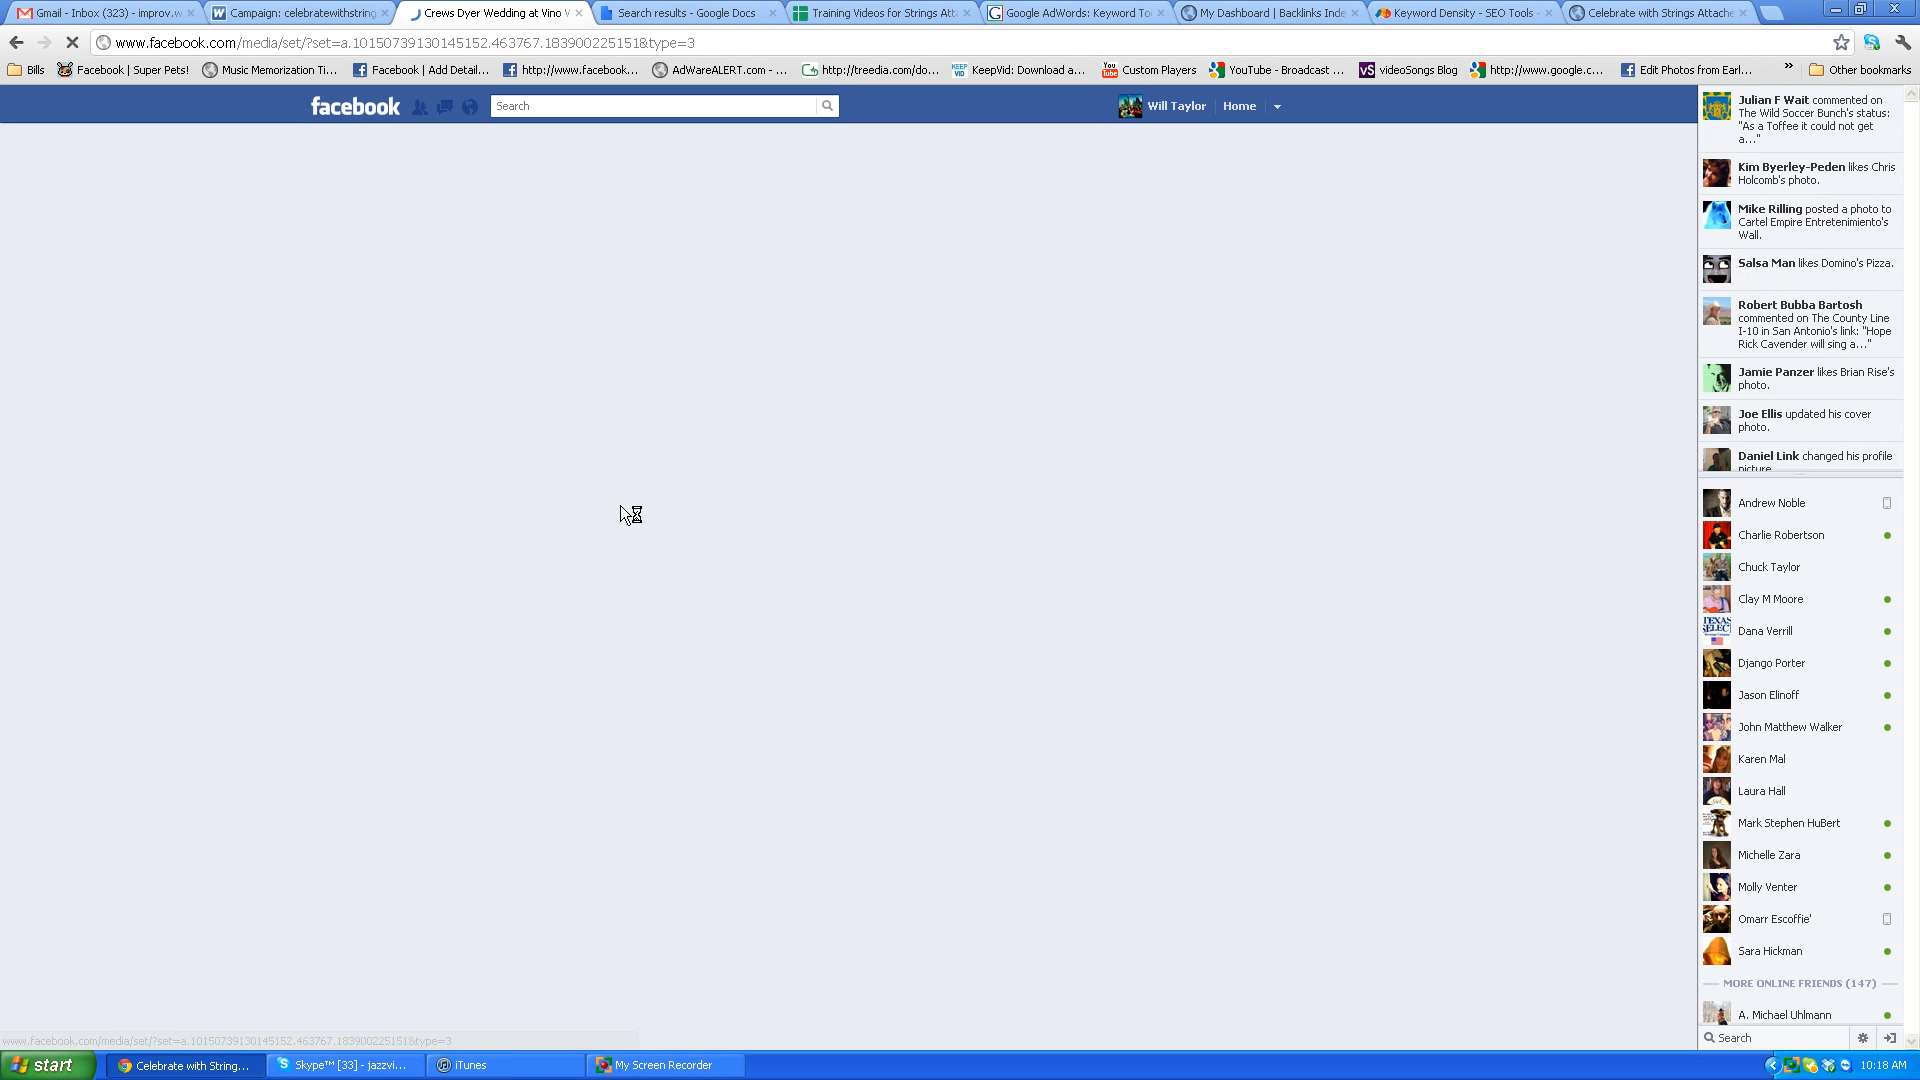 Gmail - Inbox (323) - improv.w
Campaign: celebratewithstring
Crews Dyer Wedding at Vino V
Search results - Google Docs
Training Videos for Strings Att
Google AdWords: Keyword To
My Dashboard | Backlinks Inde
Keyword Density - SEO Tools -
Celebrate with Strings Attache
www.facebook.com/media/set/?set=a.10150739130145152.463767.183900225151&type=3
Bills
Facebook | Super Pets!
Music Memorization Ti...
Facebook | Add Detail...
http://www.facebook...
AdWareALERT.com - ...
http://treedia.com/do...
KEEP VID
KeepVid: Download a...
You Tube
Custom Players
YouTube - Broadcast ...
VS
videoSongs Blog
http://www.google.c...
Edit Photos from Earl...
»
Other bookmarks
facebook
Search
Will Taylor
Home
Julian F Wait commented on
The Wild Soccer Bunch's status:
"As a Toffee it could not get
a..."
Kim Byerley-Peden likes Chris
Holcomb's photo.
Mike Rilling posted a photo to
Cartel Empire Entretenimiento's
Wall.
Salsa Man likes Domino's Pizza.
Robert Bubba Bartosh
commented on The County Line
I-10 in San Antonio's link: "Hope
Rick Cavender will sing a..."
Jamie Panzer likes Brian Rise's
photo.
Joe Ellis updated his cover
photo.
Daniel Link changed his profile
picture.
Andrew Noble
Charlie Robertson
Chuck Taylor
Clay M Moore
TEXAS
SELECT
Dana Verrill
Django Porter
Jason Elinoff
John Matthew Walker
Karen Mal
Laura Hall
Mark Stephen HuBert
Michelle Zara
Molly Venter
Omarr Escoffie'
Sara Hickman
MORE ONLINE FRIENDS (147)
A. Michael Uhlmann
Search
www.facebook.com/media/set/?set=a.10150739130145152.463767.183900225151&type=3
start
Celebrate with String...
Skype™ [33] - jazzvi...
iTunes
My Screen Recorder
10:18 AM